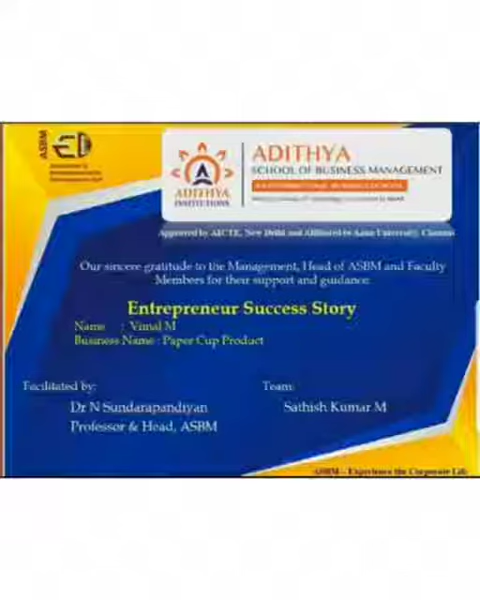 ASBM
ED
ADITHYA
INSTITUTIONS
ADITHYA
SCHOOL OF BUSINESS MANAGEMENT
Approved by AICTE, New Delhi and Affiliated to Anna University, Chennai
Our sincere gratitude to the Management, Head of ASBM and Faculty
Members for their support and guidance.
Entrepreneur Success Story
Name : Vimal M
Business Name : Paper Cup Product
Facilitated by:
Dr N Sundarapandiyan
Professor & Head, ASBM
Team:
Sathish Kumar M
ASBM – Experience the Corporate Life